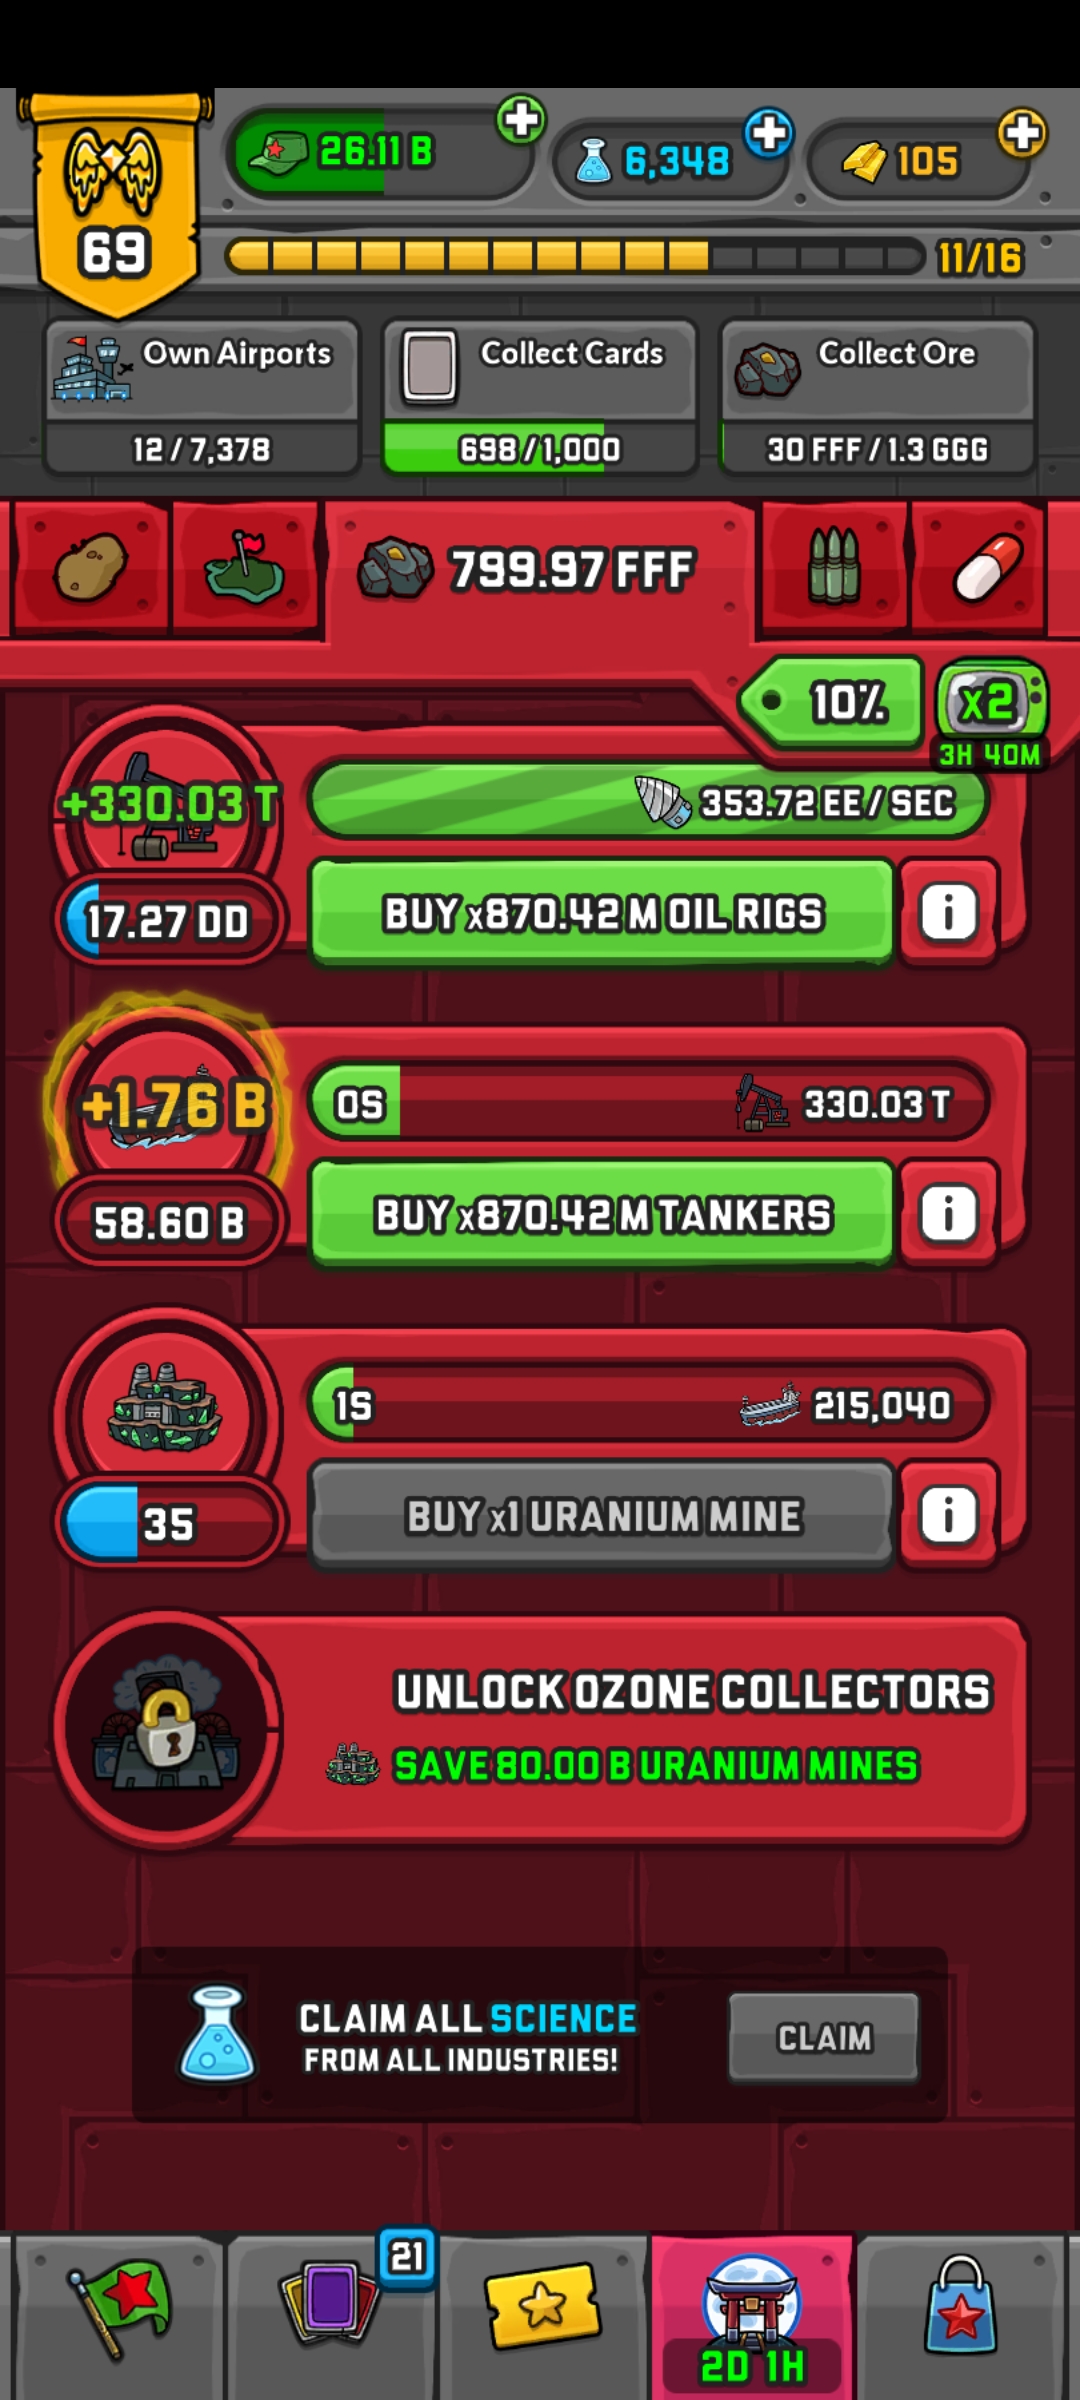 26.11 B
6,348
105
69
11/16
Own Airports
Collect Cards
Collect Ore
12 / 7,378
698 / 1,000
30 FFF / 1.3 GGG
799.97 FFF
10%
x2
3H 40M
+330.03 T
353.72 EE / SEC
17.27 DD
BUY x870.42 M OIL RIGS
i
+1.76 B
0S
330.03 T
58.60 B
BUY x870.42 M TANKERS
i
1S
215,040
35
BUY x1 URANIUM MINE
i
UNLOCK OZONE COLLECTORS
SAVE 80.00 B URANIUM MINES
CLAIM ALL SCIENCE
FROM ALL INDUSTRIES!
CLAIM
21
2D 1H